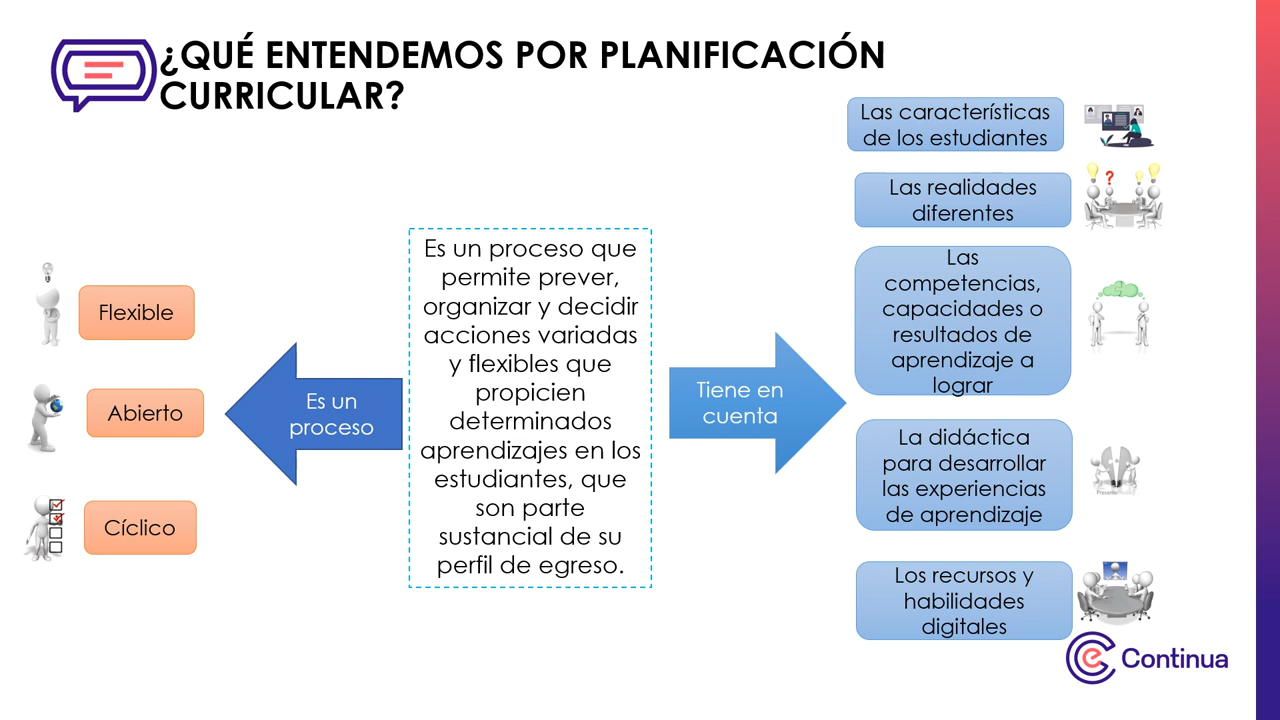 ¿QUÉ ENTENDEMOS POR PLANIFICACIÓN
CURRICULAR?
Flexible
Abierto
Cíclico
Es un
proceso
Es un proceso que
permite prever,
organizar y decidir
acciones variadas
y flexibles que
propicien
determinados
aprendizajes en los
estudiantes, que
son parte
sustancial de su
perfil de egreso.
Tiene en
cuenta
Las características
de los estudiantes
Las realidades
diferentes
?
Las
competencias,
capacidades o
resultados de
aprendizaje a
lograr
La didáctica
para desarrollar
las experiencias
de aprendizaje
Los recursos y
habilidades
digitales
e Continua